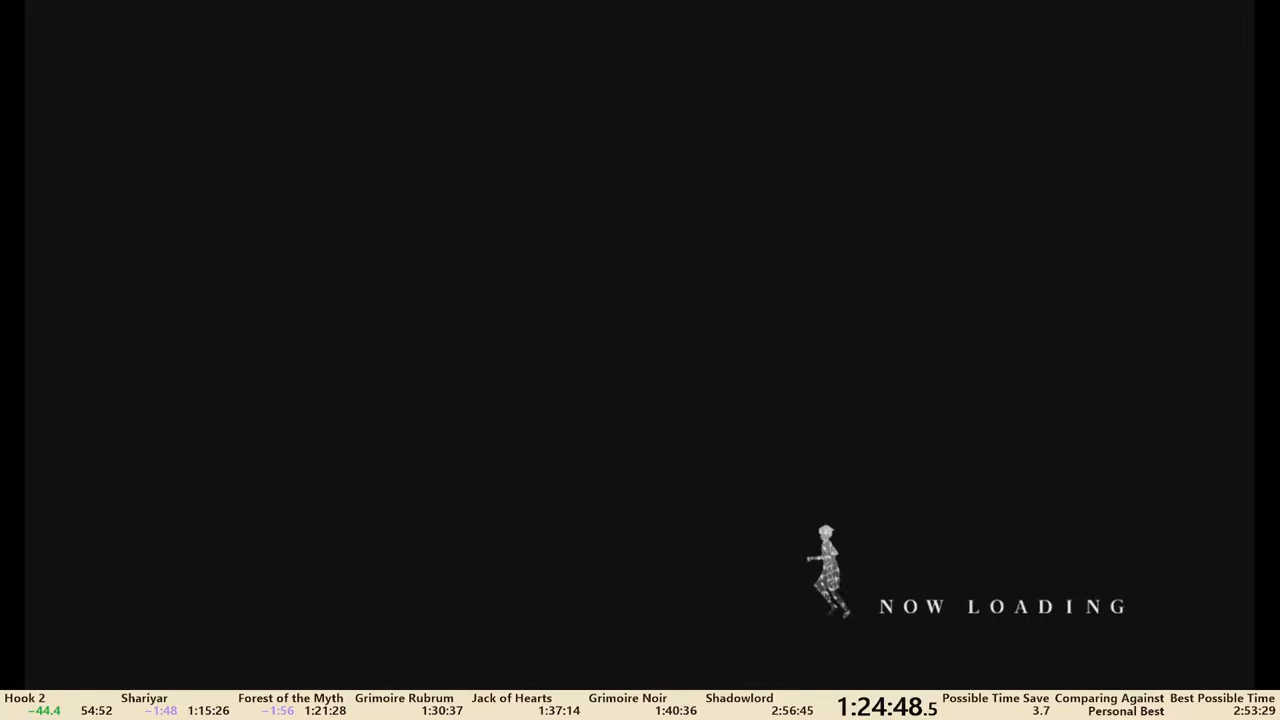 NOW LOADING
Hook 2 Shariyar Forest of the Myth Grimoire Rubrum Jack of Hearts Grimoire Noir Shadowlord 1:24:48.5 Possible Time Save Comparing Against Best Possible Time
−44.4 54:52 −1:48 1:15:26 −1:56 1:21:28 1:30:37 1:37:14 1:40:36 2:56:45 3.7 Personal Best 2:53:29